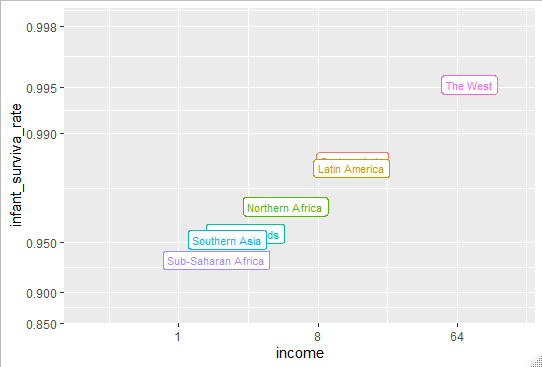 0.998
The West
0.995
0.990
Latin America
Northern Africa
ds
0.950
Southern Asia
Sub-Saharan Africa
0.900
0.850
infant_surviva_rate
1
8
64
income